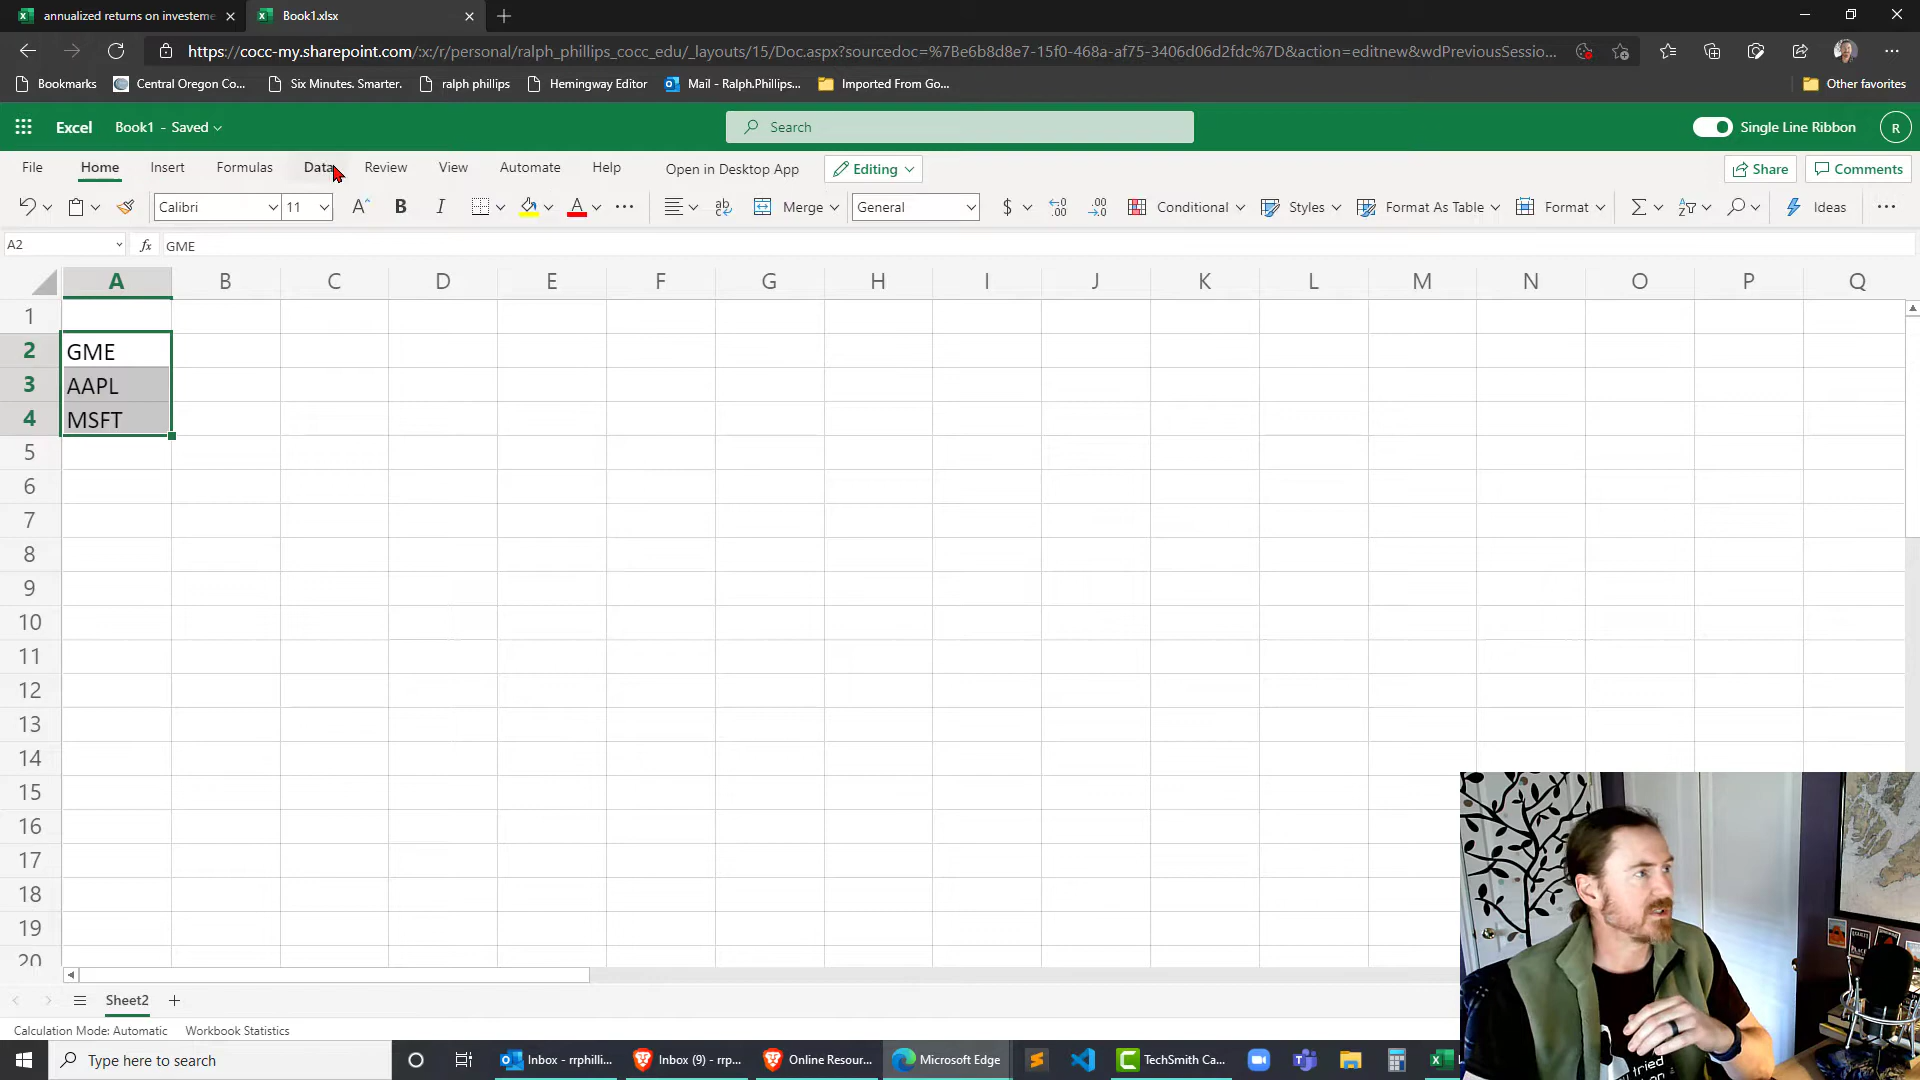 annualized returns on investeme
Book1.xlsx
https://cocc-my.sharepoint.com/:x:/r/personal/ralph_phillips_cocc_edu/_layouts/15/Doc.aspx?sourcedoc=%7Be6b8d8e7-15f0-468a-af75-3406d06d2fdc%7D&action=editnew&wdPreviousSessio...
Bookmarks Central Oregon Co... Six Minutes. Smarter. ralph phillips Hemingway Editor Mail - Ralph.Phillips... Imported From Go... Other favorites
Excel Book1 - Saved Search Single Line Ribbon R
File Home Insert Formulas Data Review View Automate Help Open in Desktop App Editing Share Comments
Calibri 11 A B I A ab Merge General $ .00 .00 Conditional Styles Format As Table Format Σ Ideas
A2 fx GME
A B C D E F G H I J K L M N O P Q
1
2 GME
3 AAPL
4 MSFT
5
6
7
8
9
10
11
12
13
14
15
16
17
18
19
20
Sheet2
Calculation Mode: Automatic Workbook Statistics
Type here to search Inbox - rrphilli... Inbox (9) - rrp... Online Resour... Microsoft Edge TechSmith Ca...
tried